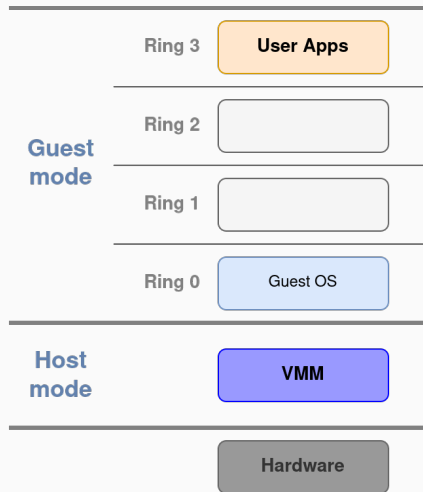 Ring 3
User Apps
Ring 2
Guest
mode
Ring 1
Ring 0
Guest OS
Host
mode
VMM
Hardware